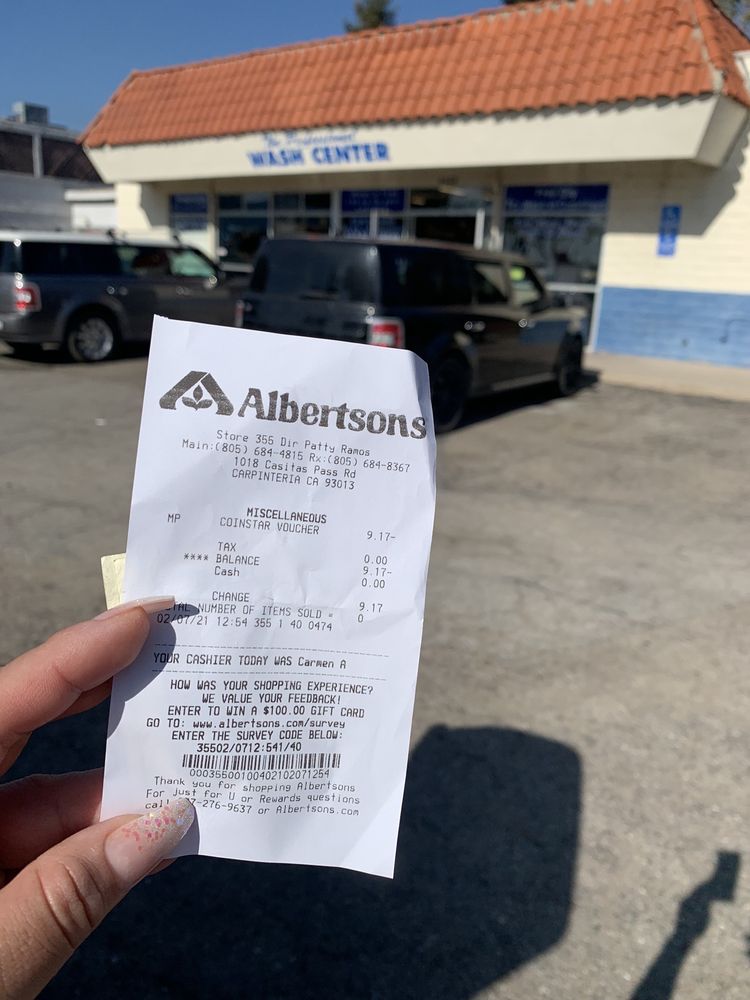 The Professional
WASH CENTER
Albertsons
Store 355 Dir Patty Ramos
Main:(805) 684-4815 Rx:(805) 684-8367
1018 Casitas Pass Rd
CARPINTERIA CA 93013
MISCELLANEOUS
MP COINSTAR VOUCHER 9.17-
TAX 0.00
**** BALANCE 9.17-
Cash 0.00
CHANGE 9.17
TAL NUMBER OF ITEMS SOLD = 0
02/07/21 12:54 355 1 40 0474
YOUR CASHIER TODAY WAS Carmen A
HOW WAS YOUR SHOPPING EXPERIENCE?
WE VALUE YOUR FEEDBACK!
ENTER TO WIN A $100.00 GIFT CARD
GO TO: www.albertsons.com/survey
ENTER THE SURVEY CODE BELOW:
35502/0712:541/40
00035500100402102071254
Thank you for shopping Albertsons
For Just for U or Rewards questions
call 7-276-9637 or Albertsons.com